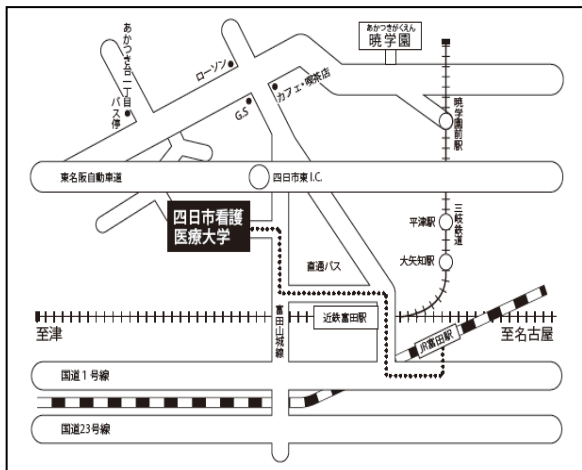 あかつきがくえん
暁学園
あかつき台一丁目
バス停
ローソン
カフェ・喫茶店
G.S
暁学園前駅
東名阪自動車道
四日市東I.C.
四日市看護
医療大学
平津駅
三岐鉄道
大矢知駅
直通バス
富田山城線
近鉄富田駅
JR富田駅
至津
至名古屋
国道1号線
国道23号線